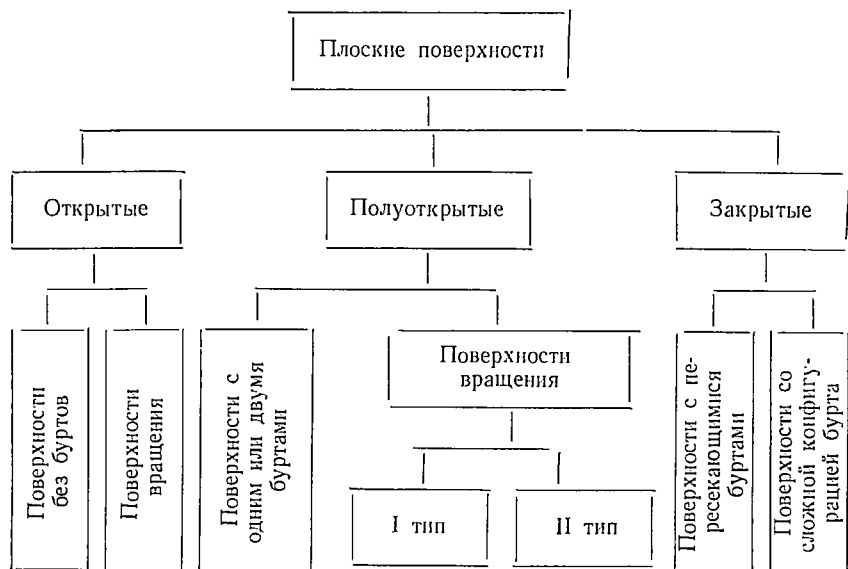 Плоские поверхности
Открытые
Полуоткрытые
Закрытые
Поверхности
без буртов
Поверхности
вращения
Поверхности с
одним или двумя
буртами
Поверхности
вращения
I тип
II тип
Поверхности с пе-
ресекающимися
буртами
Поверхности со
сложной конфигу-
рацией бурта